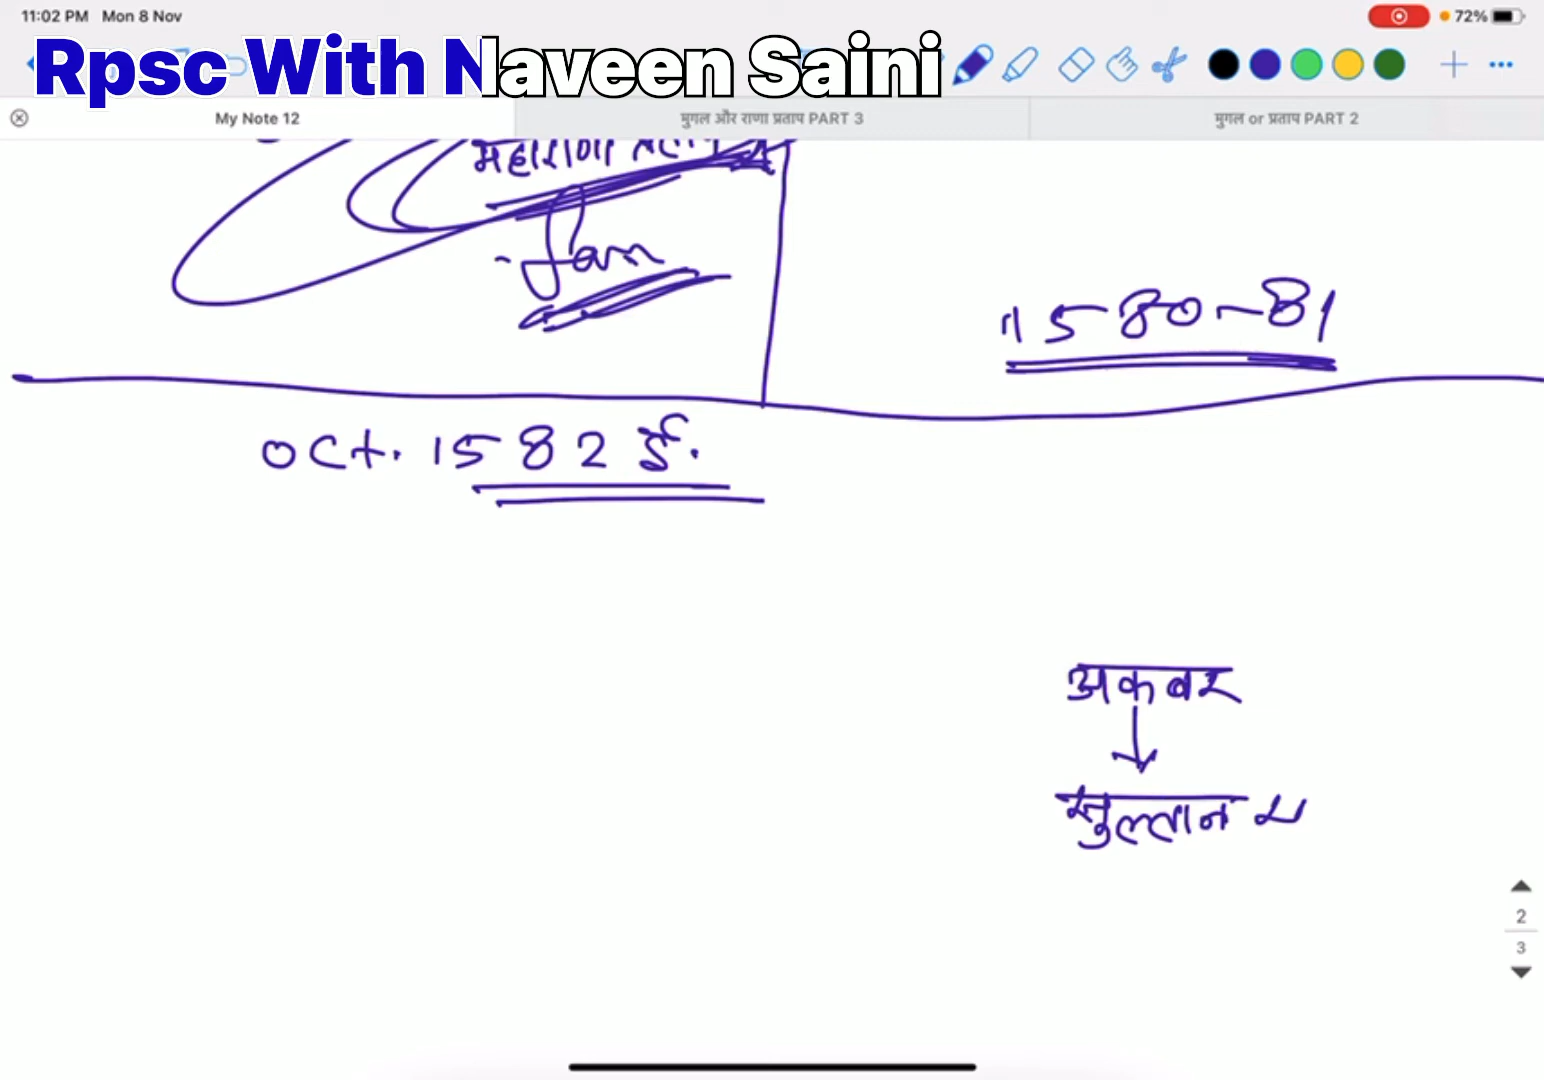 11:02 PM Mon 8 Nov
72%
Rpsc With Naveen Saini
My Note 12
मुगल और राणा प्रताप PART 3
मुगल or प्रताप PART 2
महाराणा
1580-81
oct. 1582 ई.
अकबर
सुल्तान
2
3